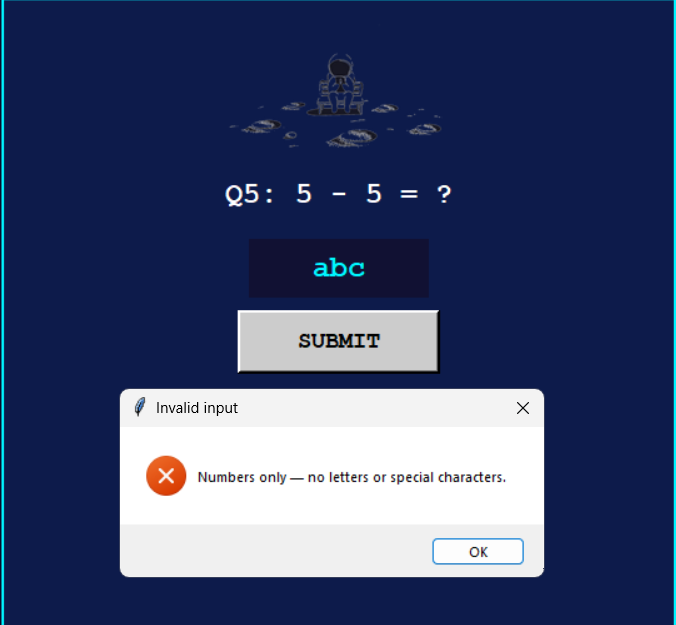 Q5: 5 - 5 = ?
abc
SUBMIT
Invalid input
Numbers only — no letters or special characters.
OK